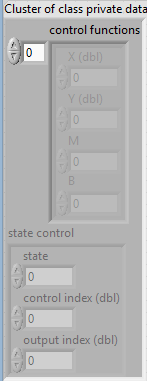 Cluster of class private data
control functions
0
X (dbl)
0
Y (dbl)
0
M
0
B
0
state control
state
0
control index (dbl)
0
output index (dbl)
0